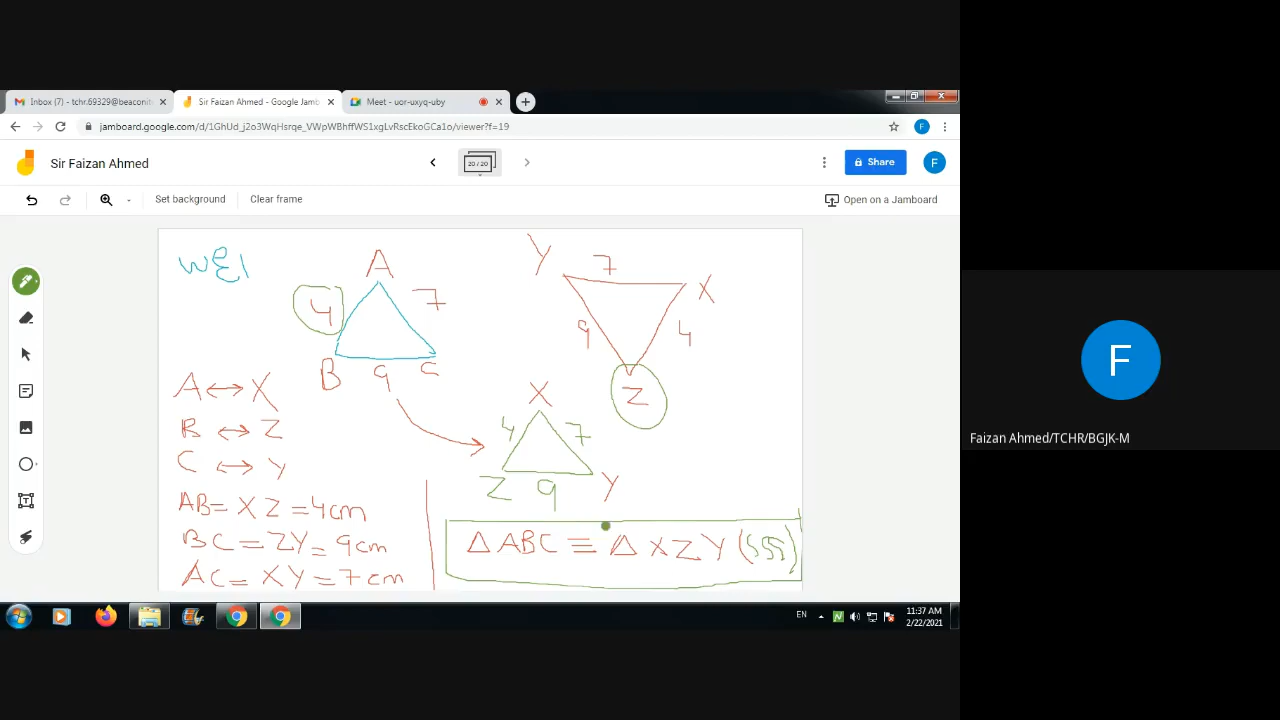 Inbox (7) - tchr.69329@beaconit
Sir Faizan Ahmed - Google Jamb
Meet - uor-uxyq-uby
jamboard.google.com/d/1GhUd_j2o3WqHsrqe_VWpWBhffWS1xgLvRscEkoGCa1o/viewer?f=19
F
Sir Faizan Ahmed
20 / 20
Share
F
Set background
Clear frame
Open on a Jamboard
WE1
A
4
7
B
9
C
Y
7
X
9
4
Z
X
4
7
Z
9
Y
A ↔ X
B ↔ Z
C ↔ Y
AB = XZ = 4cm
BC = ZY = 9cm
AC = XY = 7cm
△ ABC ≡ △ XZY (SSS)
F
Faizan Ahmed/TCHR/BGJK-M
EN
11:37 AM
2/22/2021